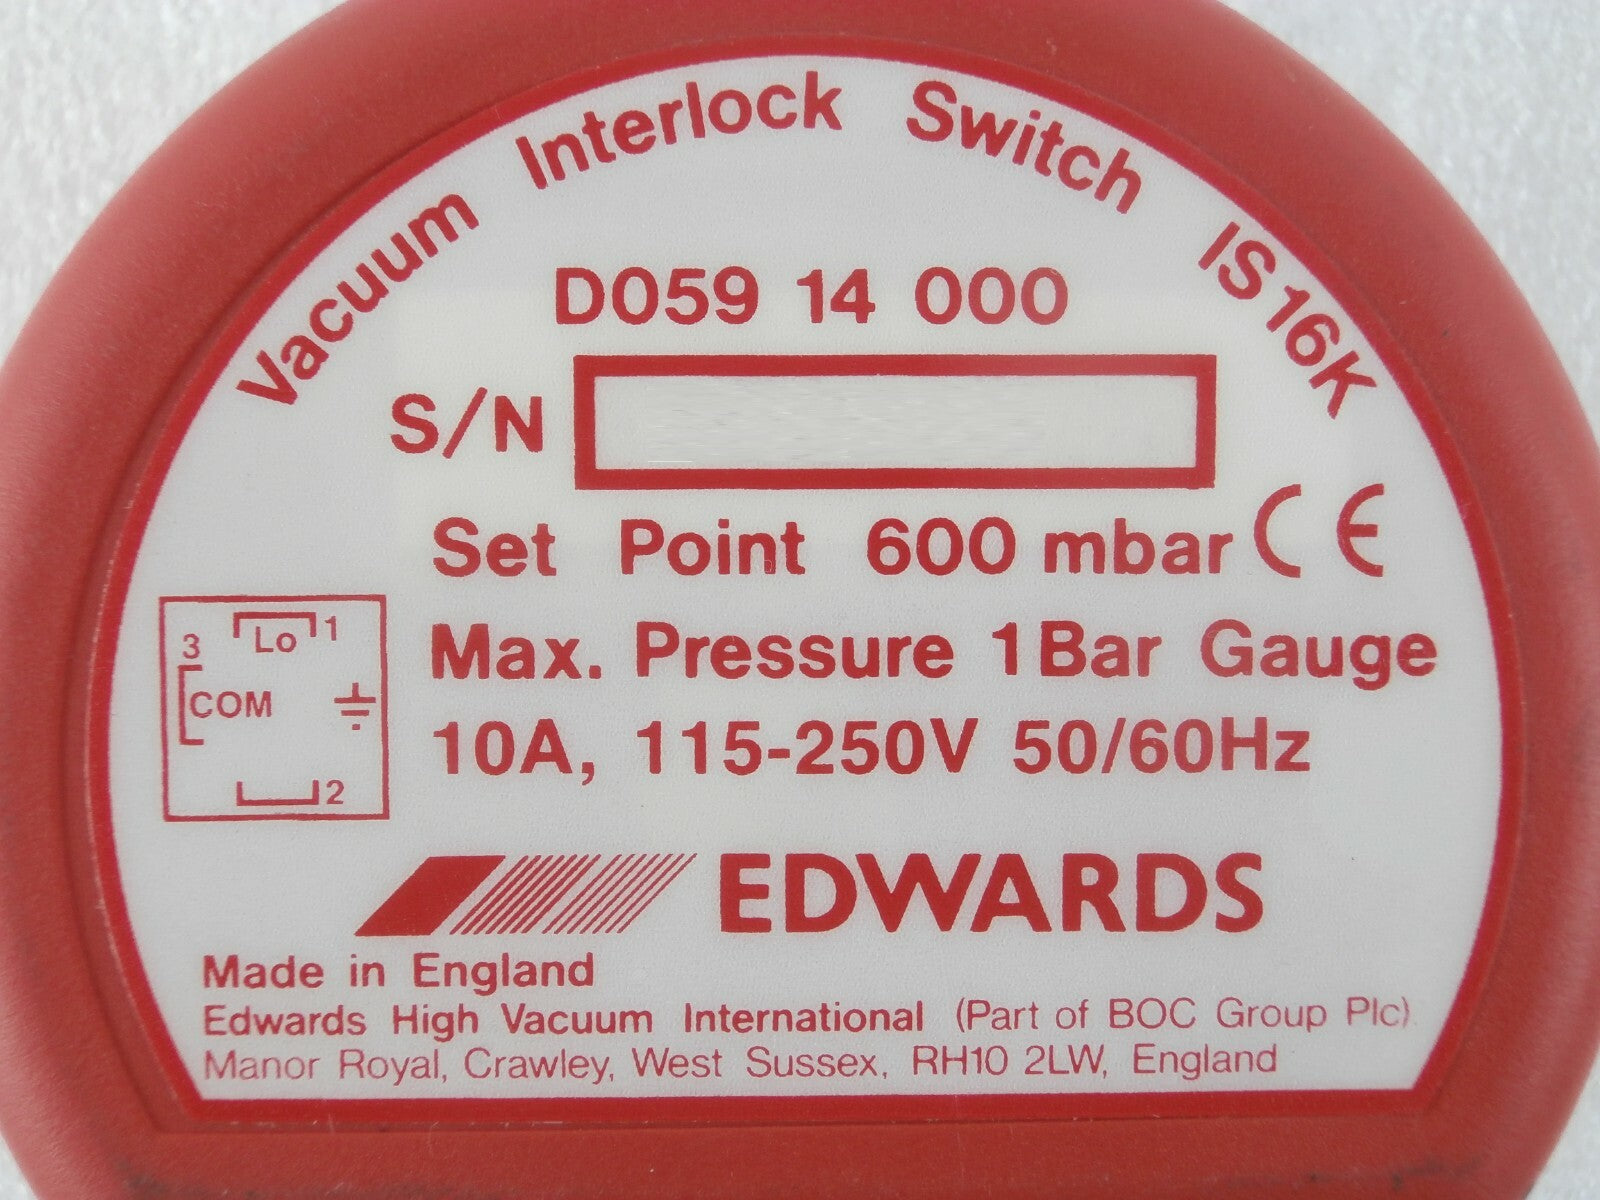 Vacuum Interlock Switch IS16K
D059 14 000
S/N
Set Point 600 mbar CE
Max. Pressure 1 Bar Gauge
10A, 115-250V 50/60Hz
3 Lo 1
COM
2
EDWARDS
Made in England
Edwards High Vacuum International (Part of BOC Group Plc)
Manor Royal, Crawley, West Sussex, RH10 2LW, England